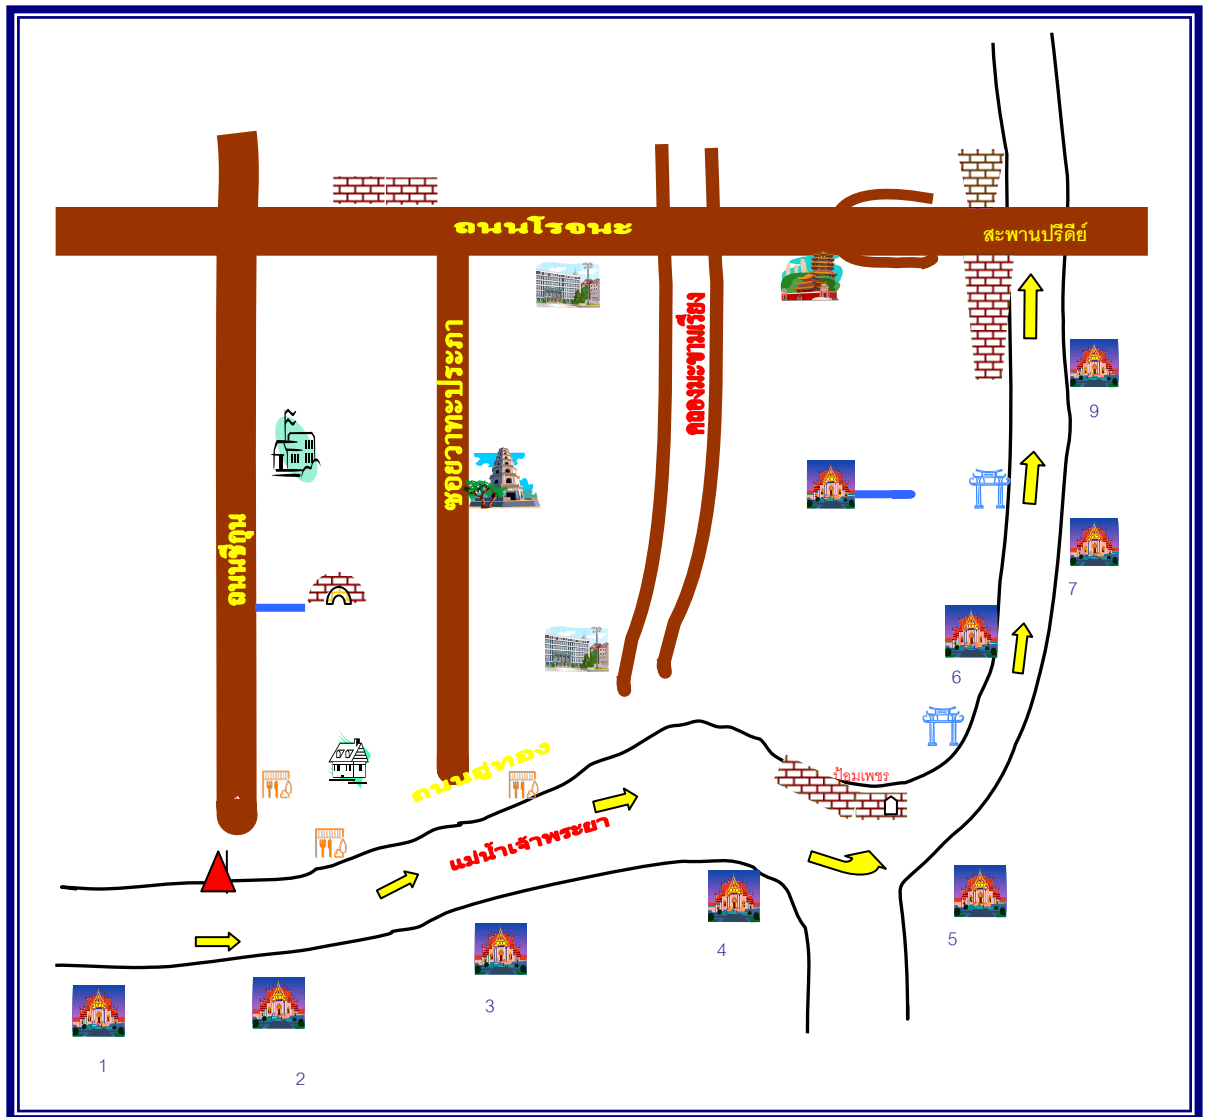 ถนนโรจนะ
สะพานปรีดีย์
คลองมะขามเรียง
ซอยวาทะประภา
ถนนชีกุน
9
7
6
ถนนอู่ทอง
ป้อมเพชร
แม่น้ำเจ้าพระยา
4
5
3
1
2